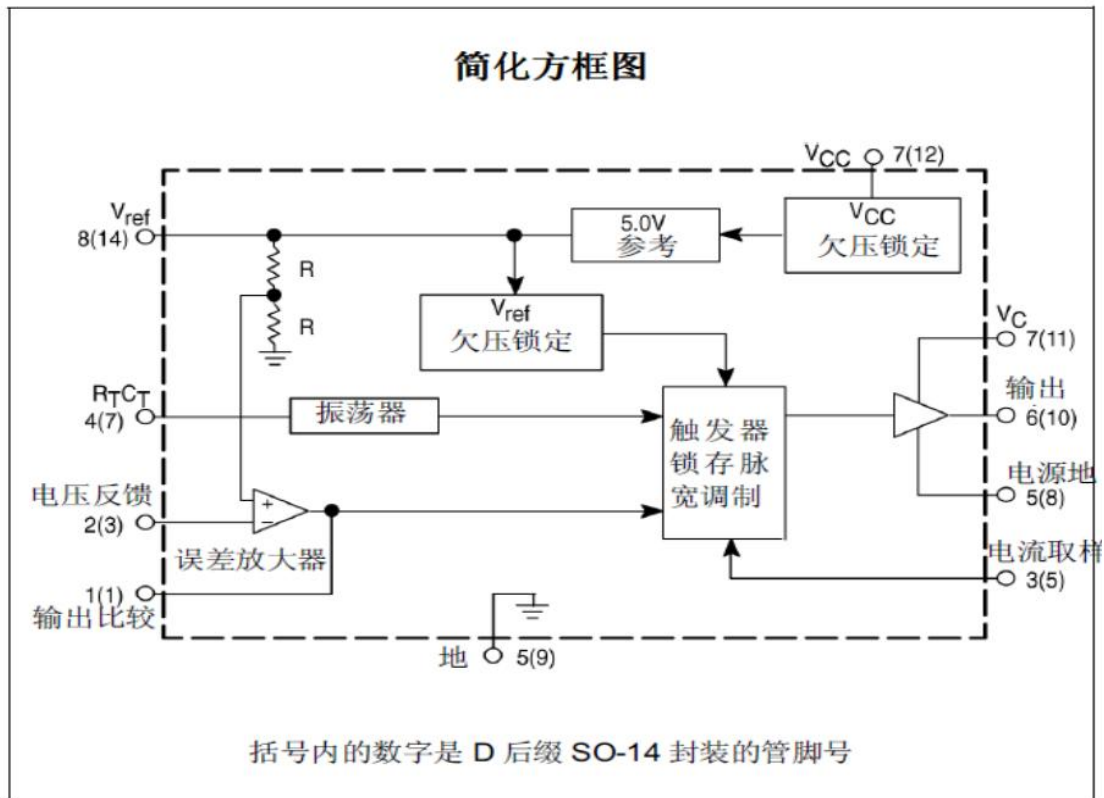 简化方框图
VCC 7(12)
Vref
8(14)
R
R
5.0V
参考
VCC
欠压锁定
Vref
欠压锁定
VC
7(11)
RTCT
4(7)
振荡器
触发器
锁存脉
宽调制
输出
6(10)
电源地
5(8)
电压反馈
2(3)
+
−
误差放大器
电流取样
3(5)
1(1)
输出比较
地 5(9)
括号内的数字是 D 后缀 SO-14 封装的管脚号